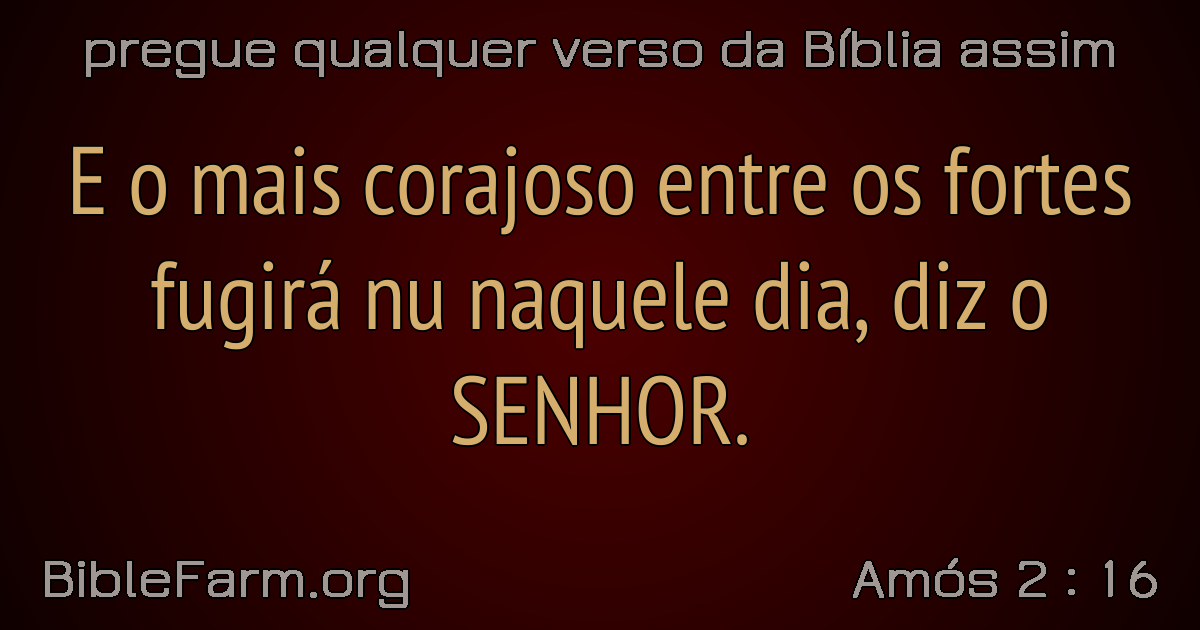 pregue qualquer verso da Bíblia assim
E o mais corajoso entre os fortes
fugirá nu naquele dia, diz o
SENHOR.
BibleFarm.org
Amós 2 : 16